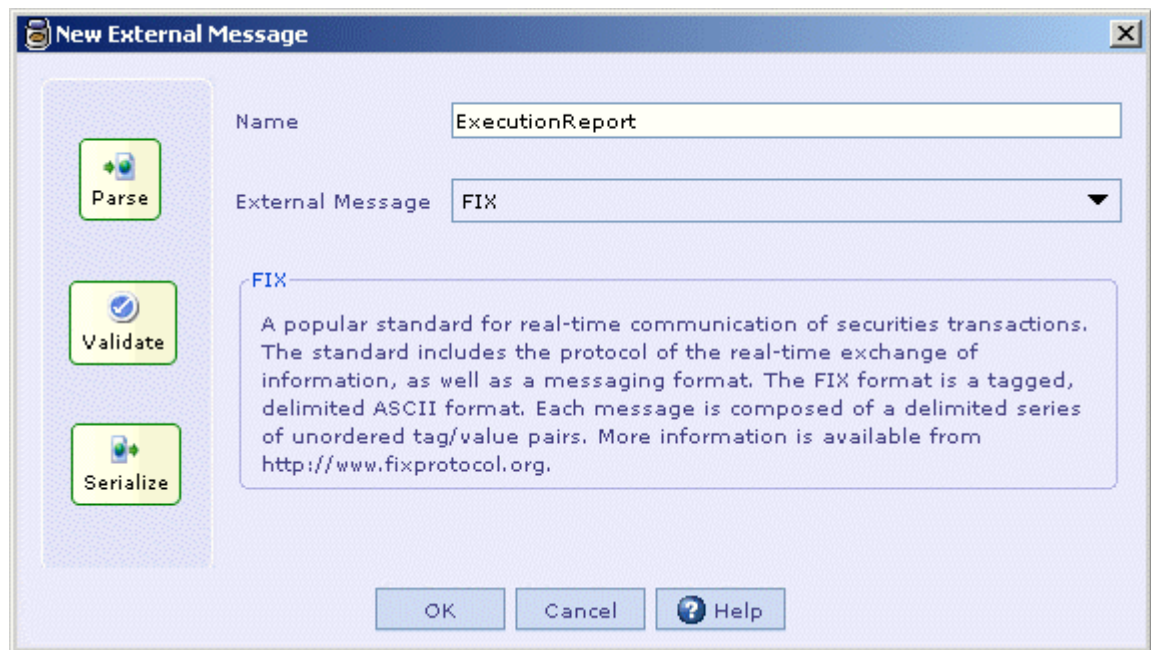 New External Message
Name ExecutionReport
Parse
External Message FIX
FIX
A popular standard for real-time communication of securities transactions.
The standard includes the protocol of the real-time exchange of
information, as well as a messaging format. The FIX format is a tagged,
delimited ASCII format. Each message is composed of a delimited series
of unordered tag/value pairs. More information is available from
http://www.fixprotocol.org.
Validate
Serialize
OK Cancel Help